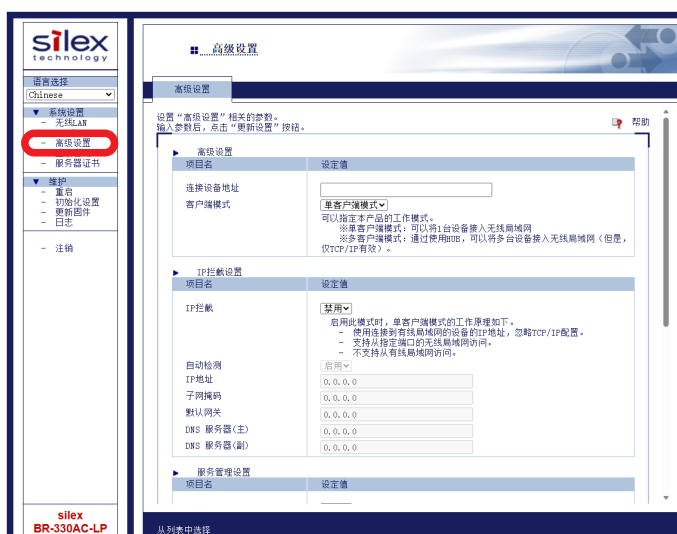 silex
technology
语言选择
Chinese
▼ 系统设置
- 无线LAN
- 高级设置
- 服务器证书
▼ 维护
- 重启
- 初始化设置
- 更新固件
- 日志
- 注销
silex
BR-330AC-LP
高级设置
高级设置
设置“高级设置”相关的参数。
输入参数后，点击“更新设置”按钮。
帮助
▶ 高级设置
项目名 设定值
连接设备地址
客户端模式 单客户端模式
可以指定本产品的工作模式。
※单客户端模式：可以将1台设备接入无线局域网
※多客户端模式：通过使用HUB，可以将多台设备接入无线局域网（但是，
仅TCP/IP有效）。
▶ IP拦截设置
项目名 设定值
IP拦截 禁用
启用此模式时，单客户端模式的工作原理如下。
- 使用连接到有线局域网的设备的IP地址，忽略TCP/IP配置。
- 支持从指定端口的无线局域网访问。
- 不支持从有线局域网访问。
自动检测 启用
IP地址 0.0.0.0
子网掩码 0.0.0.0
默认网关 0.0.0.0
DNS 服务器(主) 0.0.0.0
DNS 服务器(副) 0.0.0.0
▶ 服务管理设置
项目名 设定值
从列表中选择